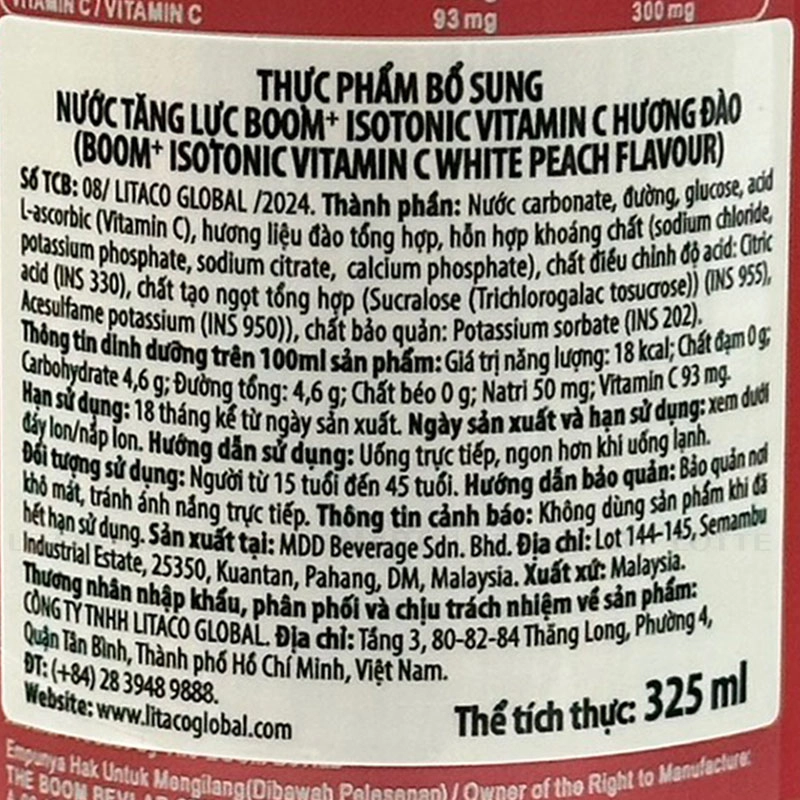 VITAMIN C / VITAMIN C 93 mg 300 mg
THỰC PHẨM BỔ SUNG
NƯỚC TĂNG LỰC BOOM+ ISOTONIC VITAMIN C HƯƠNG ĐÀO
(BOOM+ ISOTONIC VITAMIN C WHITE PEACH FLAVOUR)
Số TCB: 08/ LITACO GLOBAL /2024. Thành phần: Nước carbonate, đường, glucose, acid
L-ascorbic (Vitamin C), hương liệu đào tổng hợp, hỗn hợp khoáng chất (sodium chloride,
potassium phosphate, sodium citrate, calcium phosphate), chất điều chỉnh độ acid: Citric
acid (INS 330), chất tạo ngọt tổng hợp (Sucralose (Trichlorogalac tosucrose)) (INS 955),
Acesulfame potassium (INS 950)), chất bảo quản: Potassium sorbate (INS 202).
Thông tin dinh dưỡng trên 100ml sản phẩm: Giá trị năng lượng: 18 kcal; Chất đạm 0 g;
Carbohydrate 4,6 g; Đường tổng: 4,6 g; Chất béo 0 g; Natri 50 mg; Vitamin C 93 mg.
Hạn sử dụng: 18 tháng kể từ ngày sản xuất. Ngày sản xuất và hạn sử dụng: xem dưới
đáy lon/nắp lon. Hướng dẫn sử dụng: Uống trực tiếp, ngon hơn khi uống lạnh.
Đối tượng sử dụng: Người từ 15 tuổi đến 45 tuổi. Hướng dẫn bảo quản: Bảo quản nơi
khô mát, tránh ánh nắng trực tiếp. Thông tin cảnh báo: Không dùng sản phẩm khi đã
hết hạn sử dụng. Sản xuất tại: MDD Beverage Sdn. Bhd. Địa chỉ: Lot 144-145, Semambu
Industrial Estate, 25350, Kuantan, Pahang, DM, Malaysia. Xuất xứ: Malaysia.
Thương nhân nhập khẩu, phân phối và chịu trách nhiệm về sản phẩm:
CÔNG TY TNHH LITACO GLOBAL. Địa chỉ: Tầng 3, 80-82-84 Thăng Long, Phường 4,
Quận Tân Bình, Thành phố Hồ Chí Minh, Việt Nam.
ĐT: (+84) 28 3948 9888.
Website: www.litacoglobal.com
Thể tích thực: 325 ml
Empunya Hak Untuk Mengilang(Dibawah Pelesenan) / Owner of the Right to Manufacture:
THE BOOM